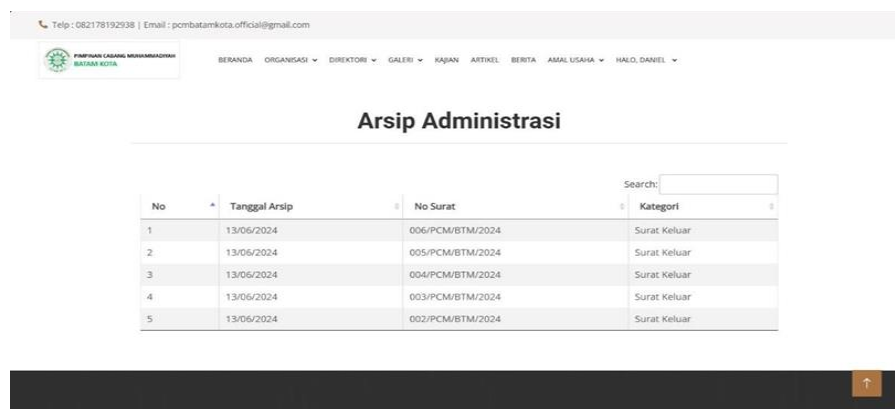 Telp : 082178192938 | Email : pcmbatamkota.official@gmail.com
PIMPINAN CABANG MUHAMMADIYAH
BATAM KOTA
BERANDA ORGANISASI DIREKTORI GALERI KAJIAN ARTIKEL BERITA AMAL USAHA HALO, DANIEL
Arsip Administrasi
Search:
No Tanggal Arsip No Surat Kategori
1 13/06/2024 006/PCM/BTM/2024 Surat Keluar
2 13/06/2024 005/PCM/BTM/2024 Surat Keluar
3 13/06/2024 004/PCM/BTM/2024 Surat Keluar
4 13/06/2024 003/PCM/BTM/2024 Surat Keluar
5 13/06/2024 002/PCM/BTM/2024 Surat Keluar